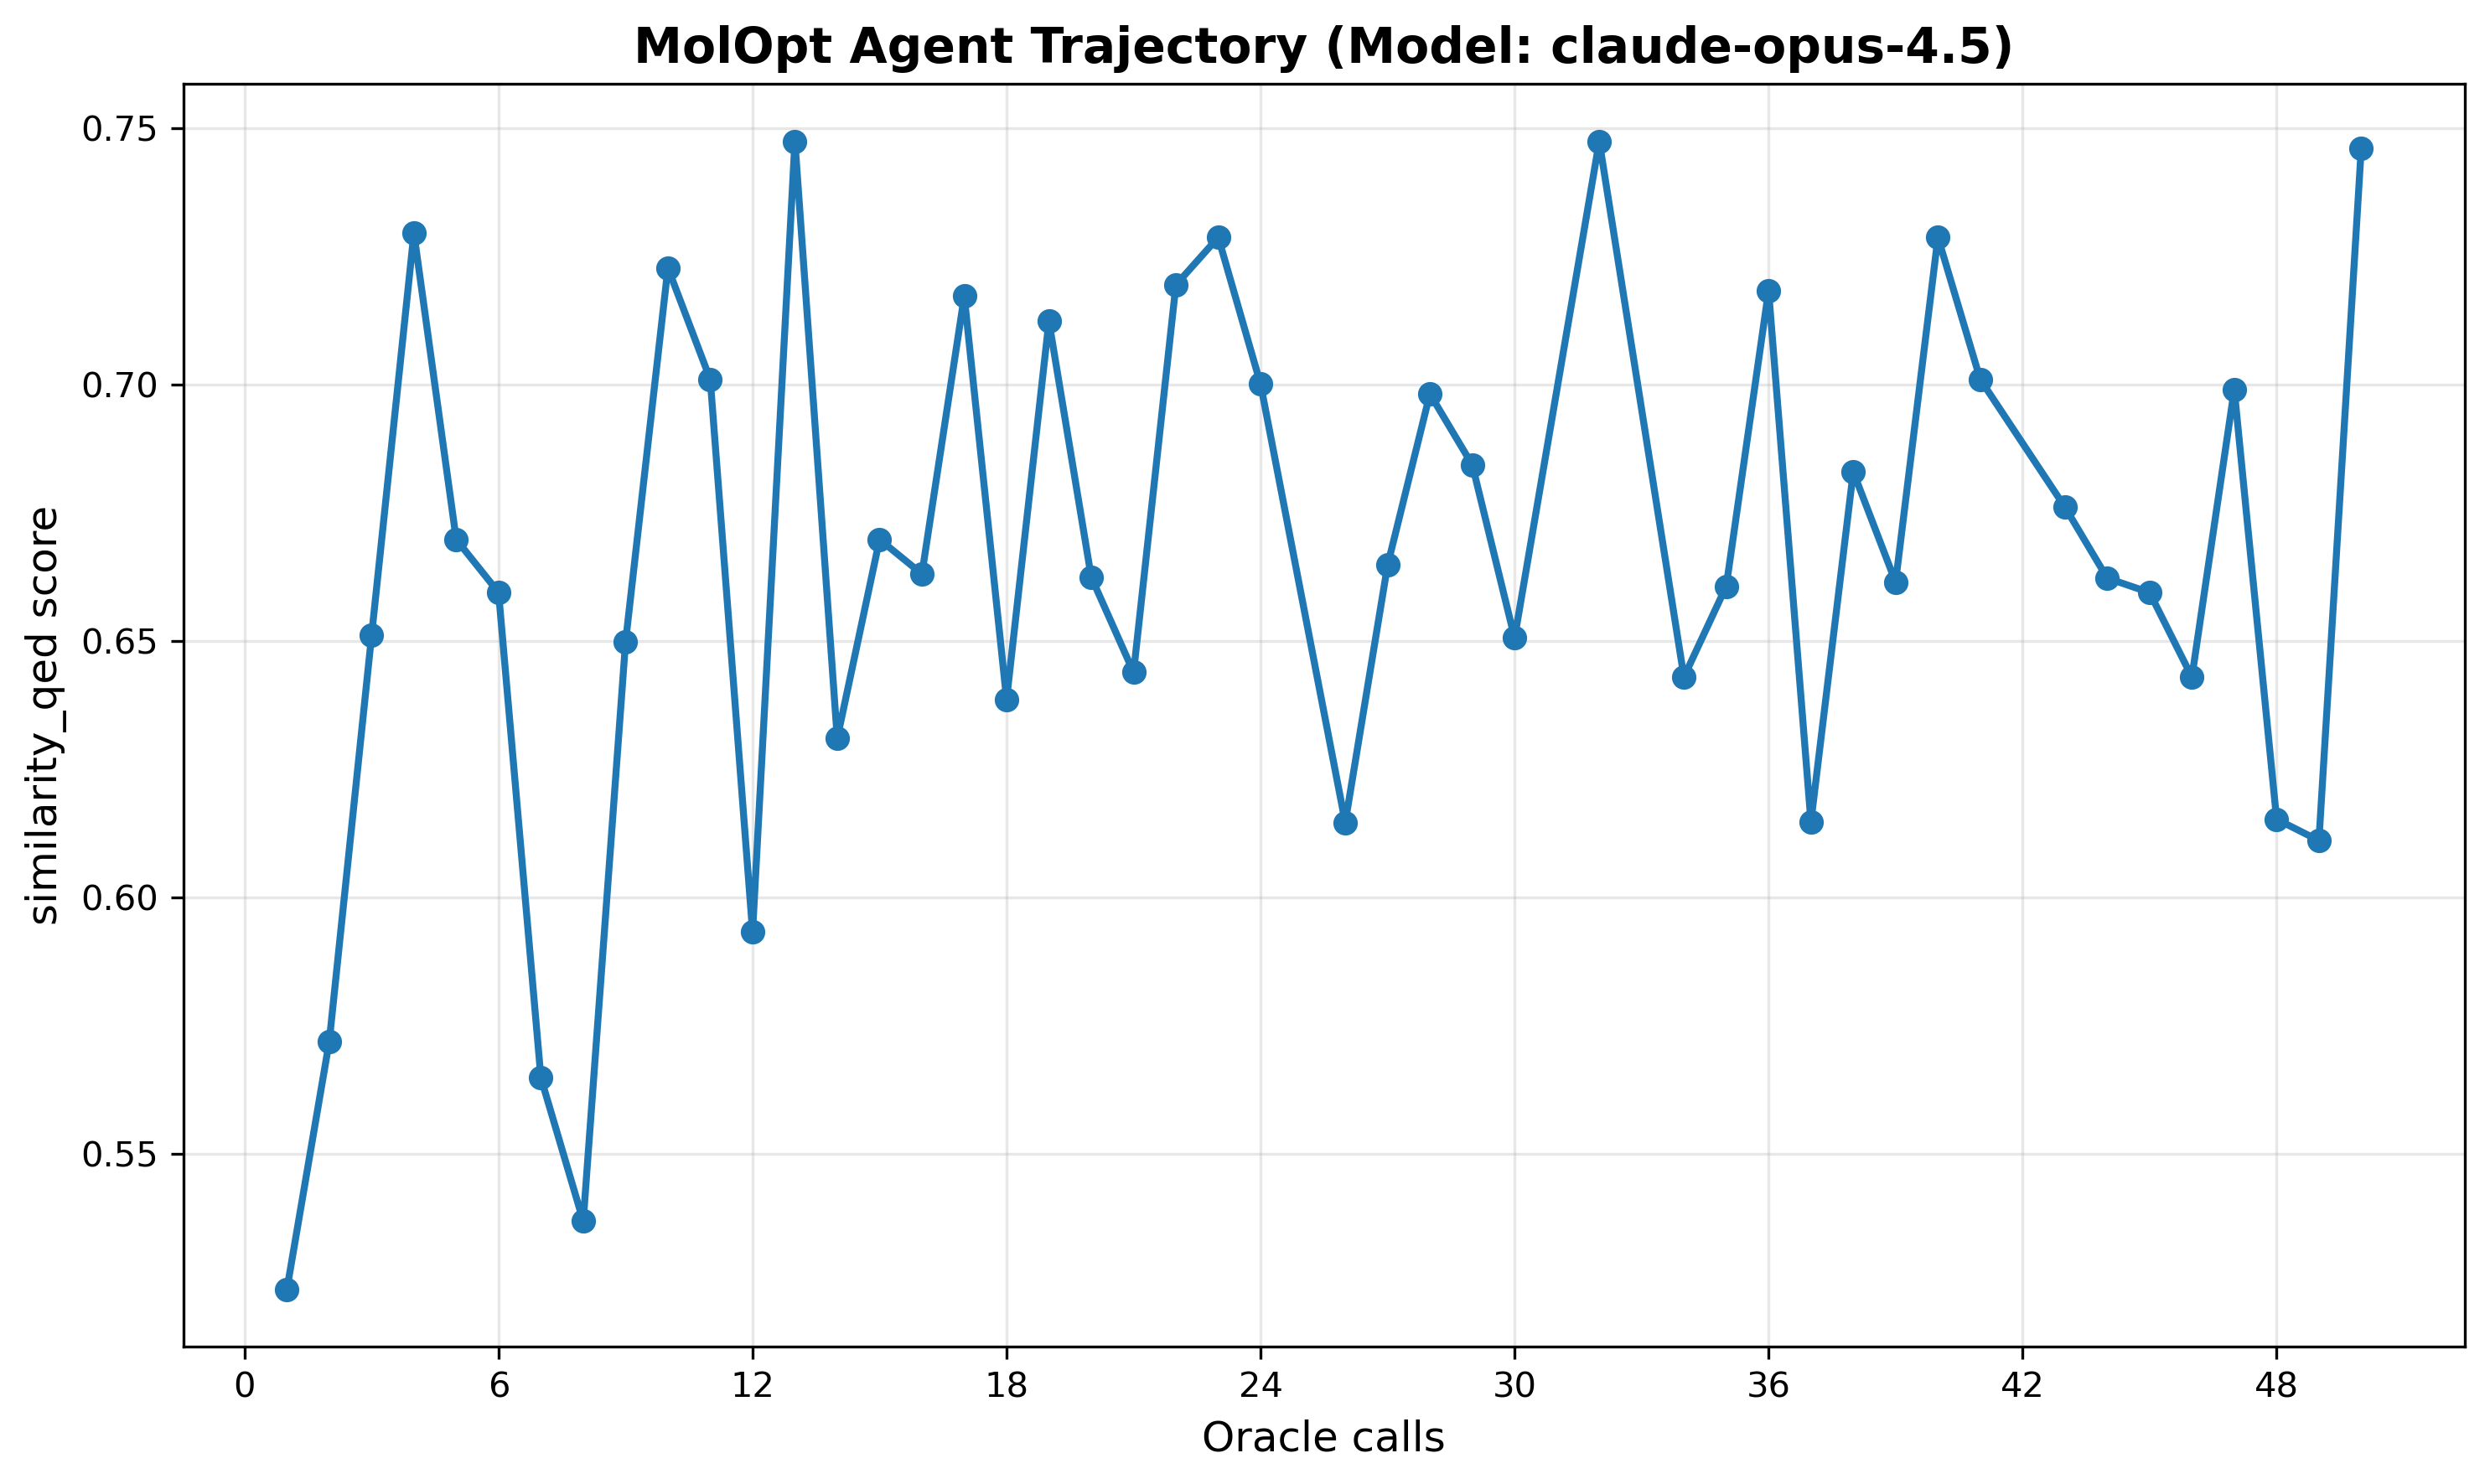 MolOpt Agent Trajectory (Model: claude-opus-4.5)
similarity_qed score
0.75
0.70
0.65
0.60
0.55
0 6 12 18 24 30 36 42 48
Oracle calls